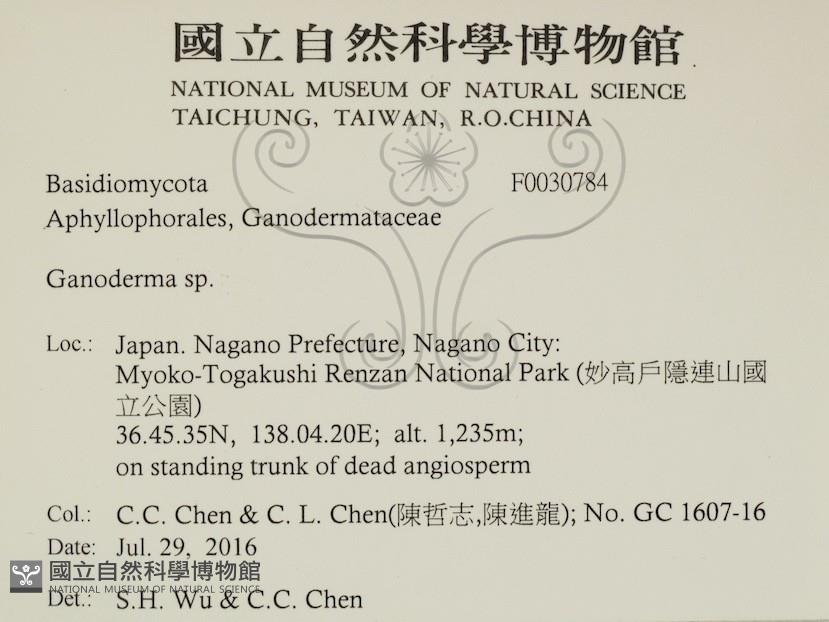 國立自然科學博物館
NATIONAL MUSEUM OF NATURAL SCIENCE
TAICHUNG, TAIWAN, R.O.CHINA
Basidiomycota F0030784
Aphyllophorales, Ganodermataceae
Ganoderma sp.
Loc.: Japan. Nagano Prefecture, Nagano City:
Myoko-Togakushi Renzan National Park (妙高戶隱連山國
立公園)
36.45.35N, 138.04.20E; alt. 1,235m;
on standing trunk of dead angiosperm
Col.: C.C. Chen & C. L. Chen(陳哲志,陳進龍); No. GC 1607-16
Date: Jul. 29, 2016
國立自然科學博物館
NATIONAL MUSEUM OF NATURAL SCIENCE
Det.: S.H. Wu & C.C. Chen